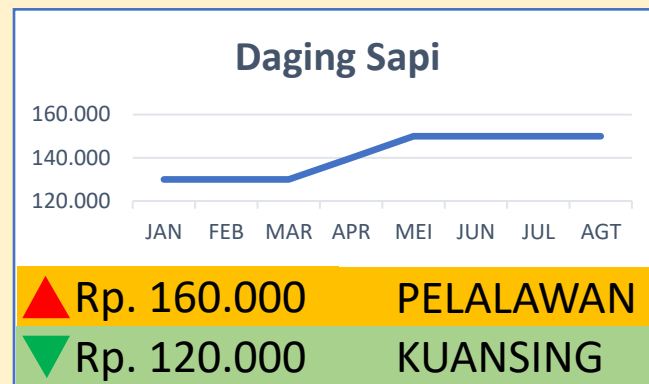 Daging Sapi
160.000
140.000
120.000
JAN FEB MAR APR MEI JUN JUL AGT
Rp. 160.000 PELALAWAN
Rp. 120.000 KUANSING